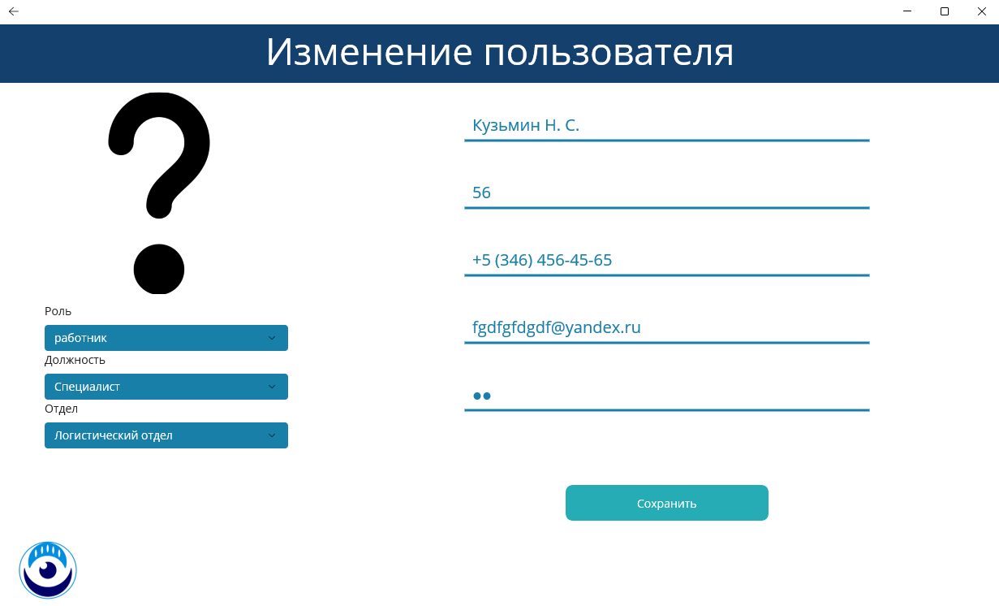 Изменение пользователя
Роль
работник
Должность
Специалист
Отдел
Логистический отдел
Кузьмин Н. С.
56
+5 (346) 456-45-65
fgdfgfdgdf@yandex.ru
••
Сохранить